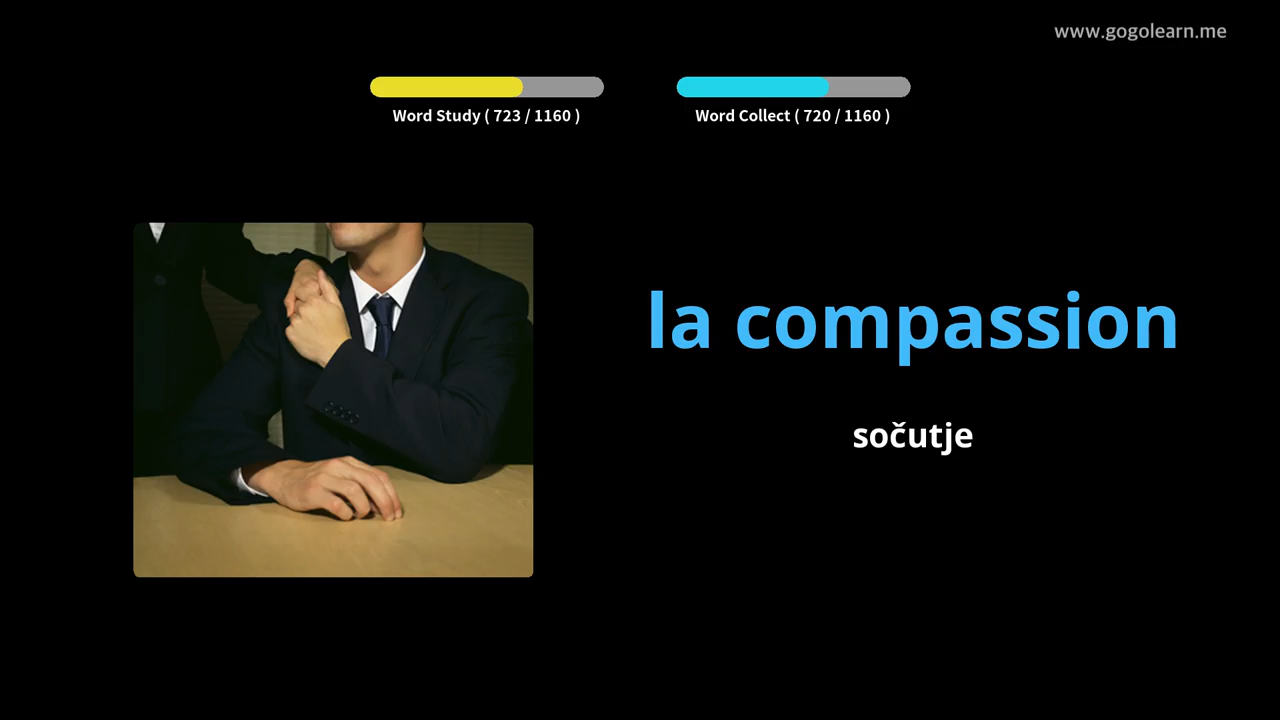 www.gogolearn.me
Word Study ( 723 / 1160 )
Word Collect ( 720 / 1160 )
la compassion
sočutje